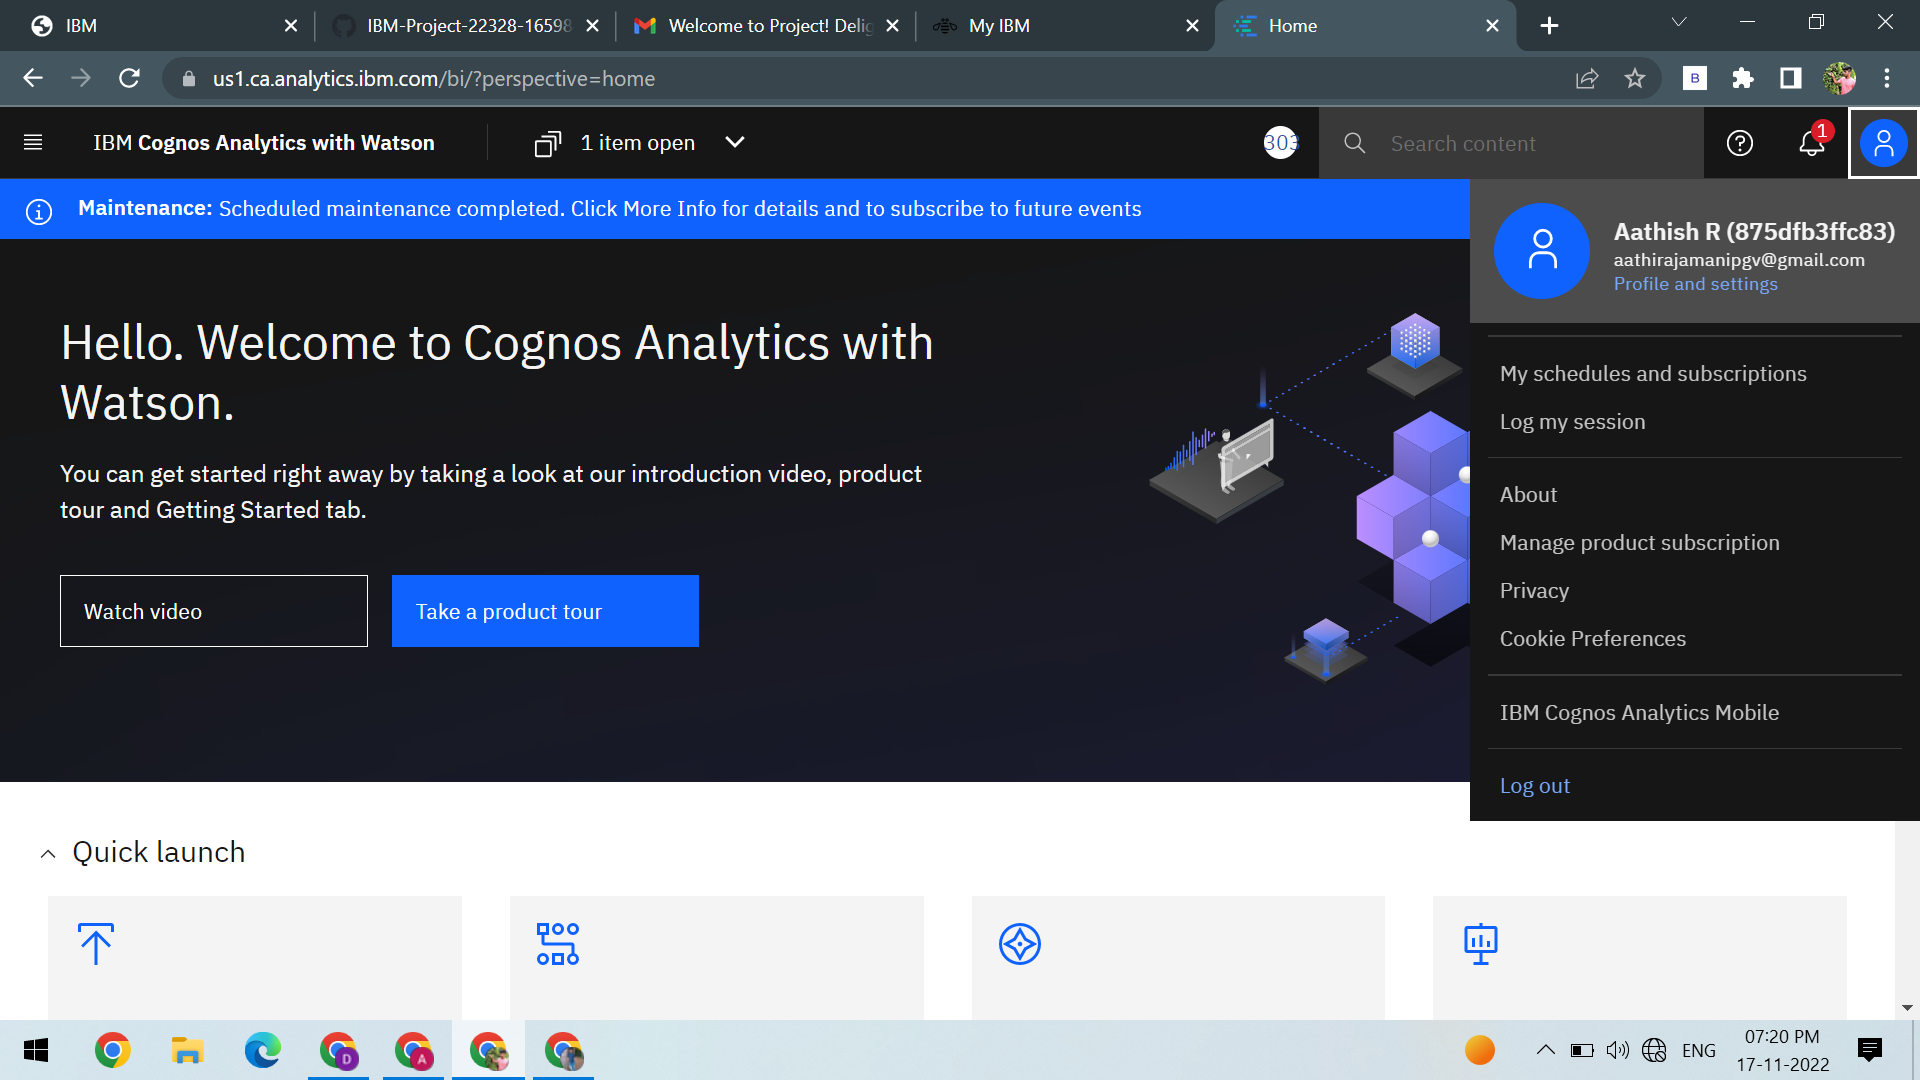 IBM
IBM-Project-22328-16598
Welcome to Project! Delig
My IBM
Home
us1.ca.analytics.ibm.com/bi/?perspective=home
B
IBM Cognos Analytics with Watson
1 item open
303
Search content
1
Maintenance: Scheduled maintenance completed. Click More Info for details and to subscribe to future events
Aathish R (875dfb3ffc83)
aathirajamanipgv@gmail.com
Profile and settings
Hello. Welcome to Cognos Analytics with
Watson.
You can get started right away by taking a look at our introduction video, product
tour and Getting Started tab.
Watch video
Take a product tour
My schedules and subscriptions
Log my session
About
Manage product subscription
Privacy
Cookie Preferences
IBM Cognos Analytics Mobile
Log out
Quick launch
D
A
ENG
07:20 PM
17-11-2022